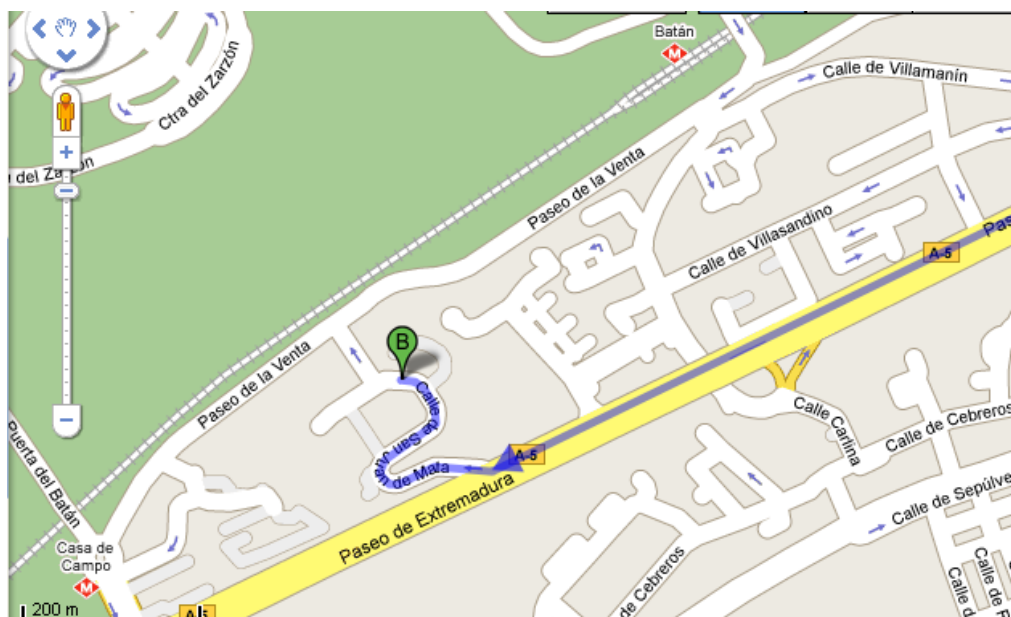 Batán
M
Calle de Villamanín
Ctra del Zarzón
del Zarzón
Paseo de la Venta
Calle de Villasandino
A-5
B
Paseo de la Venta
Calle de San Juan de Mata
A-5
Calle Carlina
Calle de Cebreros
Calle de Sepúlve
Paseo de Extremadura
Puerta del Batán
Casa de
Campo
M
de Cebreros
200 m